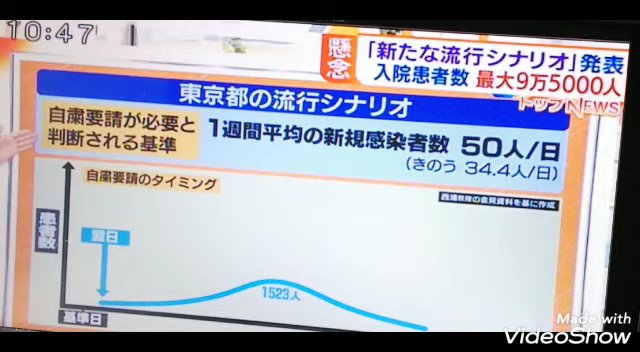 10:47
懸念
「新たな流行シナリオ」発表
入院患者数 最大9万5000人
トップNEWS
東京都の流行シナリオ
自粛要請が必要と
判断される基準
1週間平均の新規感染者数 50人/日
(きのう 34.4人/日)
自粛要請のタイミング
西浦教授の会見資料を基に作成
患者数
翌日
1523人
基準日
Made with
VideoShow